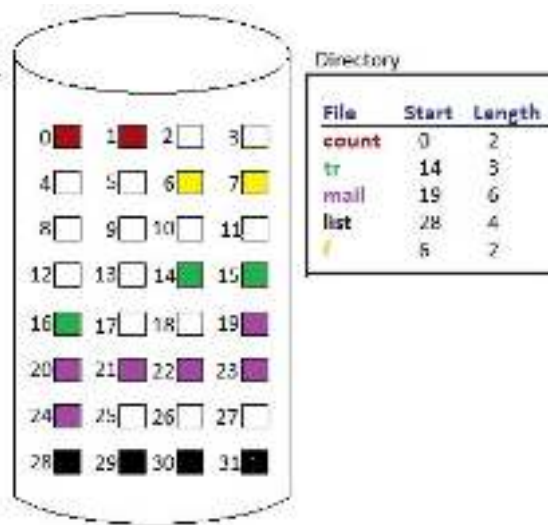 Directory
File Start Length
count 0 2
tr 14 3
mail 19 6
list 28 4
f 6 2
0 1 2 3
4 5 6 7
8 9 10 11
12 13 14 15
16 17 18 19
20 21 22 23
24 25 26 27
28 29 30 31